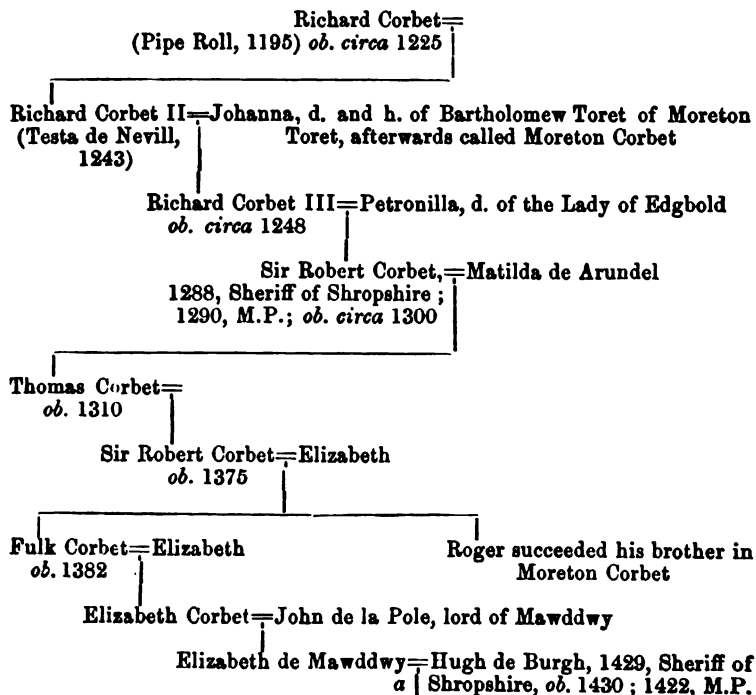 Richard Corbet=
(Pipe Roll, 1195) ob. circa 1225
Richard Corbet II=Johanna, d. and h. of Bartholomew Toret of Moreton
(Testa de Nevill, Toret, afterwards called Moreton Corbet
1243)
Richard Corbet III=Petronilla, d. of the Lady of Edgbold
ob. circa 1248
Sir Robert Corbet,=Matilda de Arundel
1288, Sheriff of Shropshire ;
1290, M.P.; ob. circa 1300
Thomas Corbet=
ob. 1310
Sir Robert Corbet=Elizabeth
ob. 1375
Fulk Corbet=Elizabeth Roger succeeded his brother in
ob. 1382 Moreton Corbet
Elizabeth Corbet=John de la Pole, lord of Mawddwy
Elizabeth de Mawddwy=Hugh de Burgh, 1429, Sheriff of
a Shropshire, ob. 1430 ; 1422, M.P.